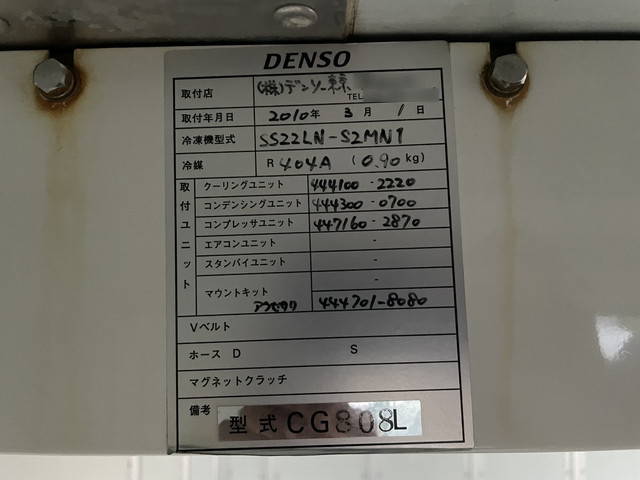 DENSO
取付店 (株)デンソー東
TEL
取付年月日 2010年 3月 1日
冷凍機型式 SS22LN-S2MN1
冷媒 R 404A (0.90kg)
取付ユニット
クーリングユニット 444100-2220
コンデンシングユニット 444300-0700
コンプレッサユニット 447160-2870
エアコンユニット -
スタンバイユニット -
-
マウントキット
アクセサリ 444701-8080
Vベルト
ホース D S
マグネットクラッチ
備考 型式 CG808L